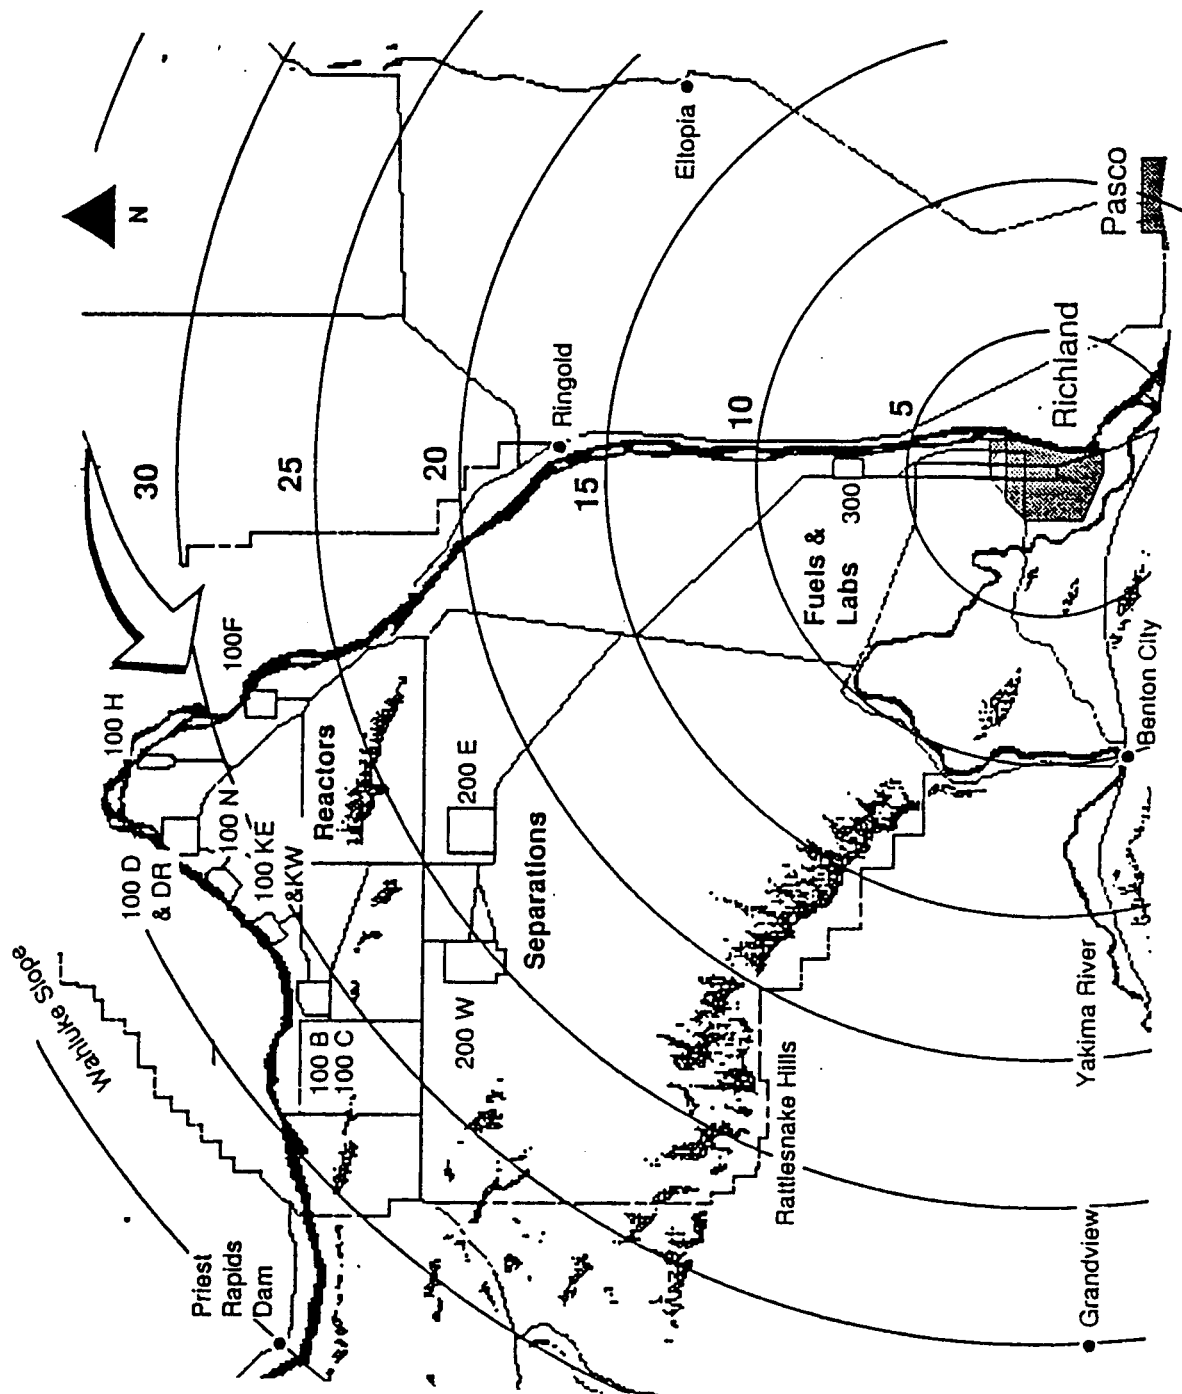 N
Wahluke Slope
Priest
Rapids
Dam
100 D
& DR
100 H
100F
100 N
100 KE
&KW
100 B
100 C
Reactors
200 E
200 W
Separations
Ringold
Eltopia
30
25
20
15
10
5
Fuels &
Labs
300
Richland
Pasco
Rattlesnake Hills
Yakima River
Benton City
Grandview